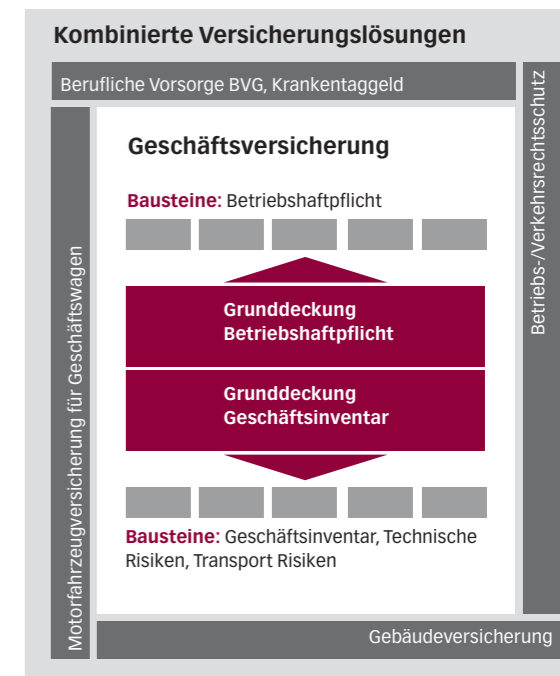 Kombinierte Versicherungslösungen
Berufliche Vorsorge BVG, Krankentaggeld
Betriebs-/Verkehrsrechtsschutz
Motorfahrzeugversicherung für Geschäftswagen
Geschäftsversicherung
Bausteine: Betriebshaftpflicht
Grunddeckung
Betriebshaftpflicht
Grunddeckung
Geschäftsinventar
Bausteine: Geschäftsinventar, Technische
Risiken, Transport Risiken
Gebäudeversicherung